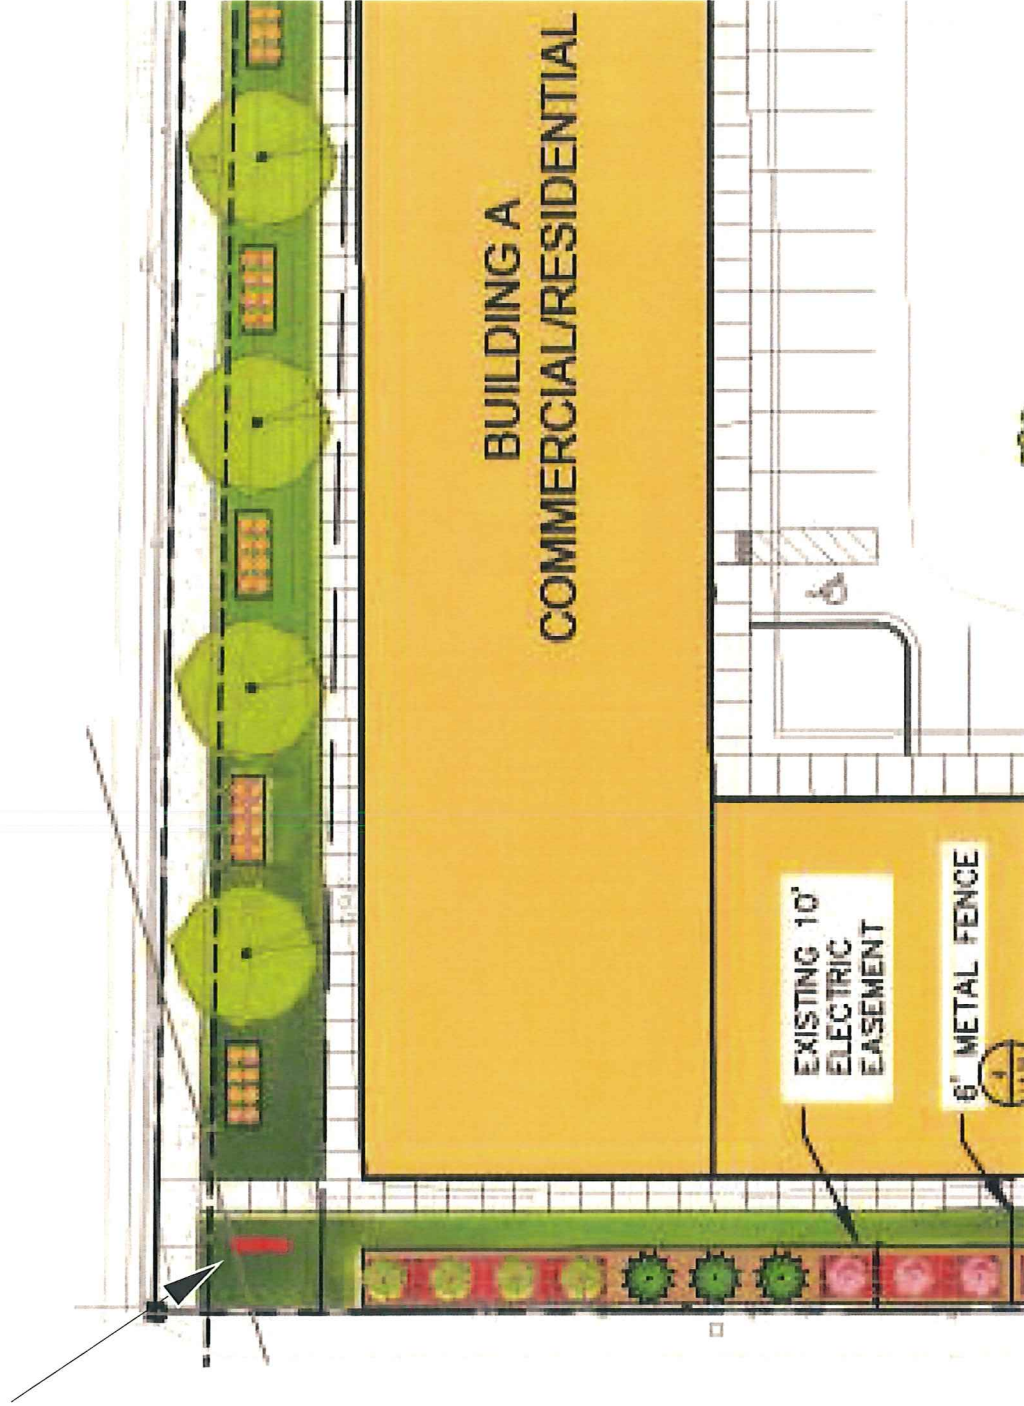 BUILDING A
COMMERCIAL/RESIDENTIAL
EXISTING 10'
ELECTRIC
EASEMENT
6' METAL FENCE